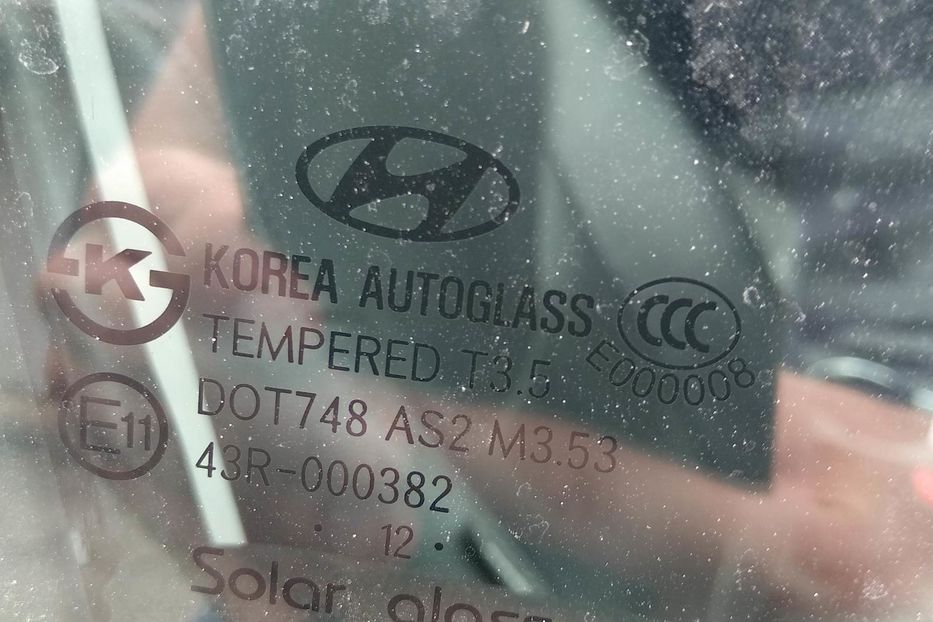 K
KOREA AUTOGLASS
CCC
E000008
TEMPERED T3.5
E11
DOT748 AS2 M3.53
43R-000382
. 12 .
Solar glass